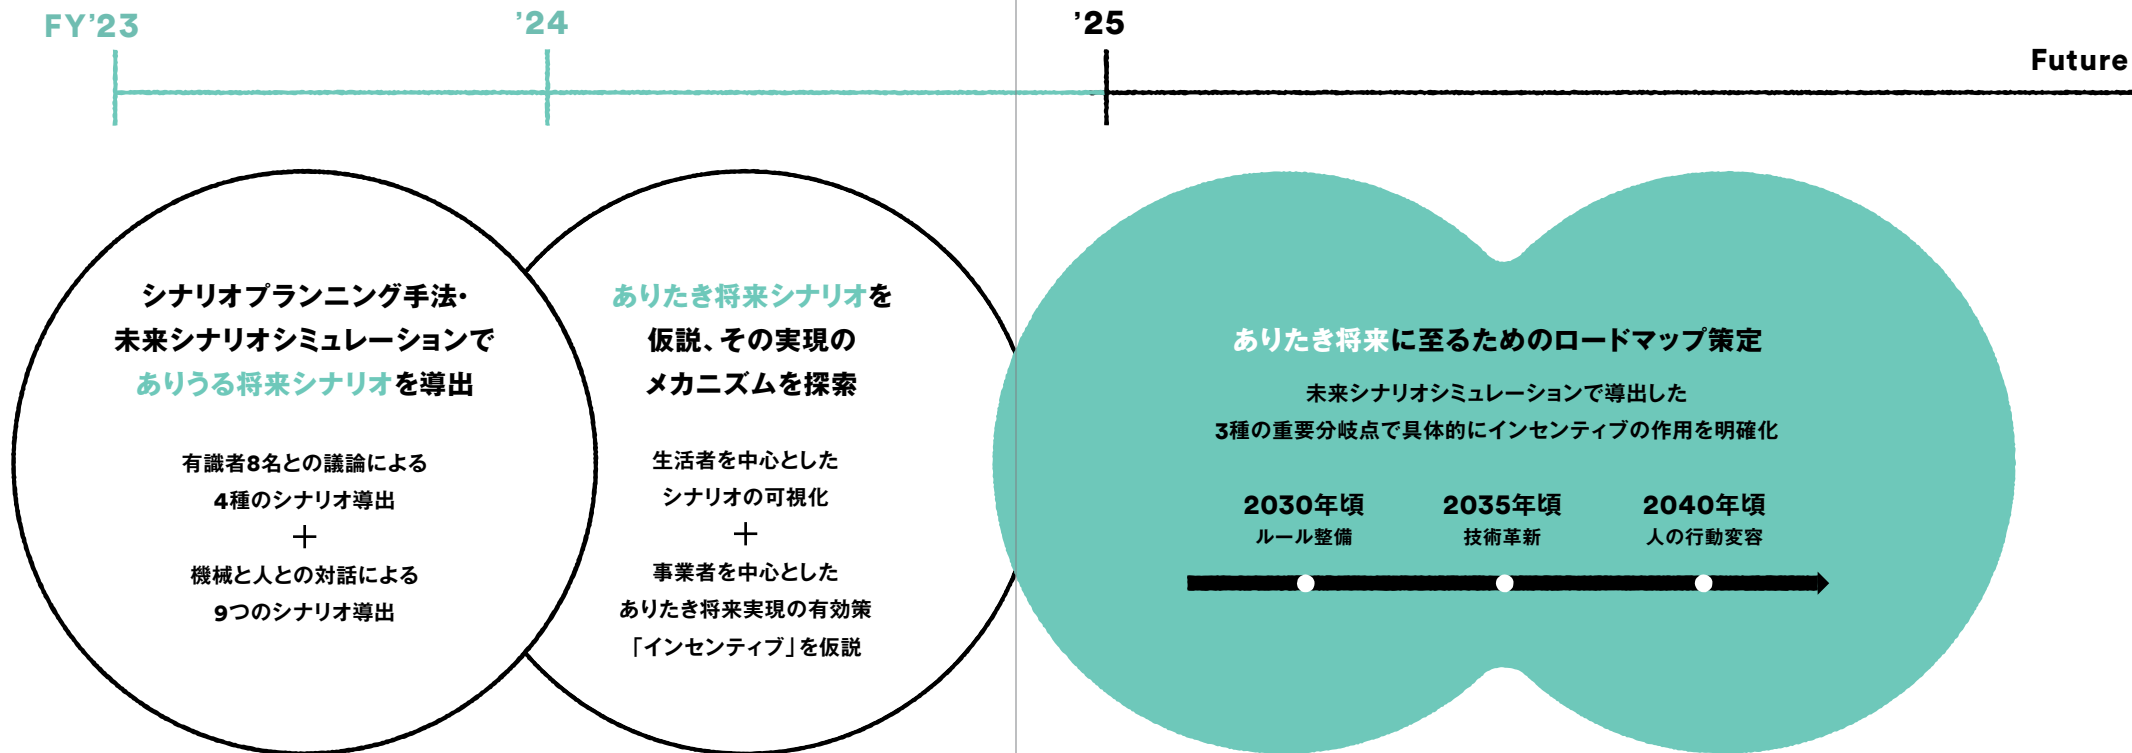 FY’23
’24
’25
Future
シナリオプランニング手法・
未来シナリオシミュレーションで
ありうる将来シナリオを導出
有識者8名との議論による
4種のシナリオ導出
＋
機械と人との対話による
9つのシナリオ導出
ありたき将来シナリオを
仮説、その実現の
メカニズムを探索
生活者を中心とした
シナリオの可視化
＋
事業者を中心とした
ありたき将来実現の有効策
「インセンティブ」を仮説
ありたき将来に至るためのロードマップ策定
未来シナリオシミュレーションで導出した
3種の重要分岐点で具体的にインセンティブの作用を明確化
2030年頃
ルール整備
2035年頃
技術革新
2040年頃
人の行動変容